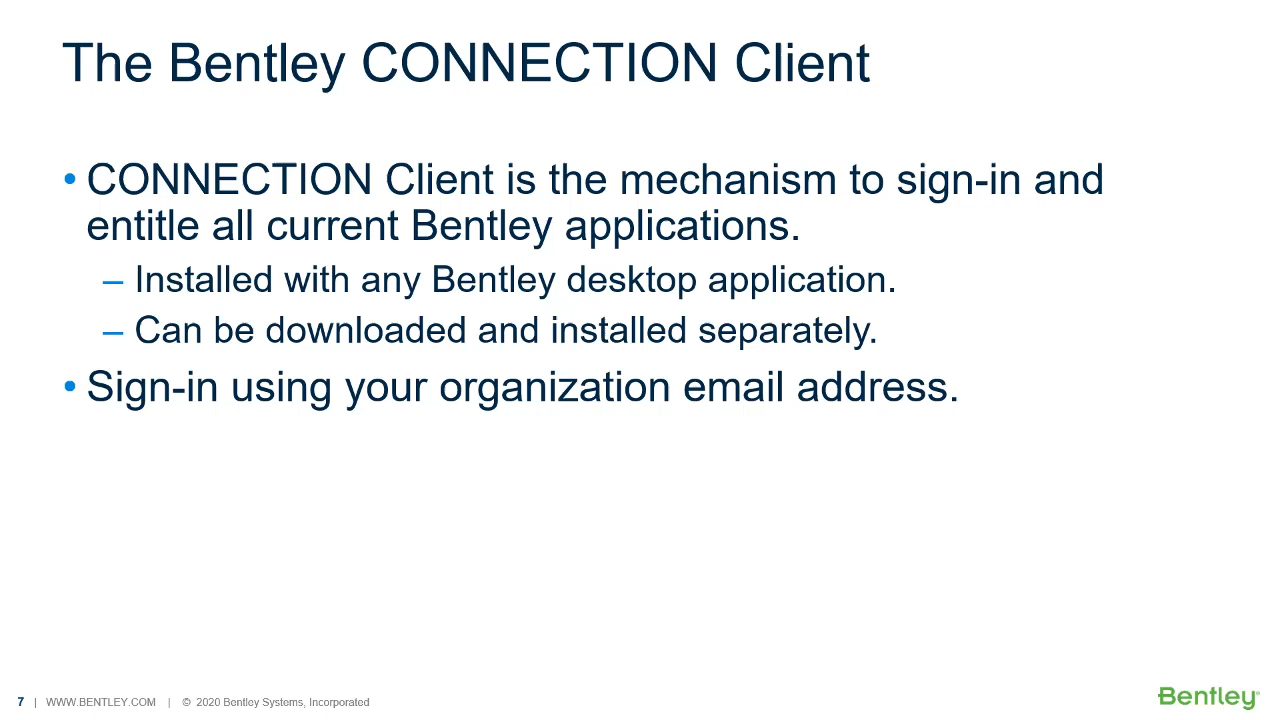 The Bentley CONNECTION Client
• CONNECTION Client is the mechanism to sign-in and
entitle all current Bentley applications.
– Installed with any Bentley desktop application.
– Can be downloaded and installed separately.
• Sign-in using your organization email address.
7 | WWW.BENTLEY.COM | © 2020 Bentley Systems, Incorporated
Bentley®